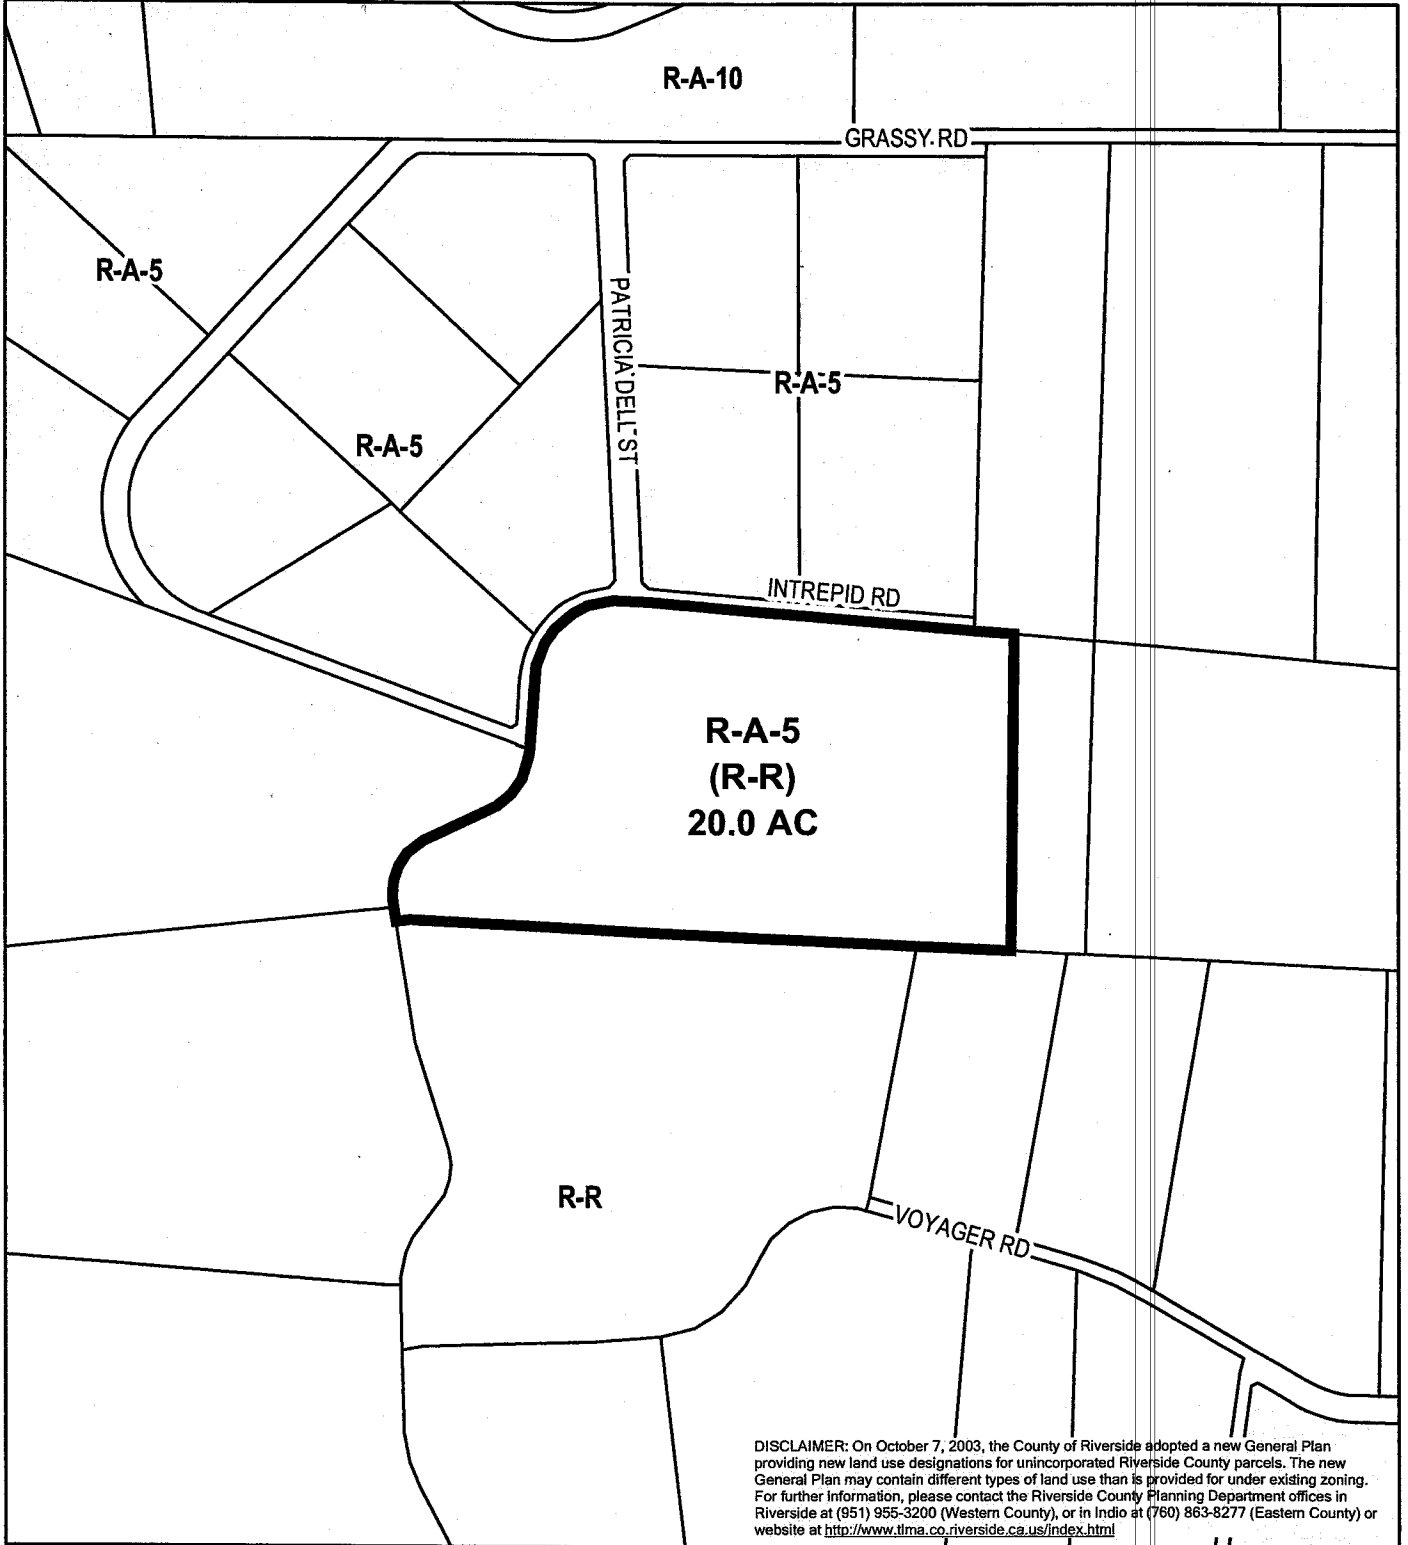 R-A-10
GRASSY RD
R-A-5
PATRICIA DELL ST
R-A-5
R-A-5
INTREPID RD
R-A-5
(R-R)
20.0 AC
R-R
VOYAGER RD
DISCLAIMER: On October 7, 2003, the County of Riverside adopted a new General Plan
providing new land use designations for unincorporated Riverside County parcels. The new
General Plan may contain different types of land use than is provided for under existing zoning.
For further information, please contact the Riverside County Planning Department offices in
Riverside at (951) 955-3200 (Western County), or in Indio at (760) 863-8277 (Eastern County) or
website at http://www.tlma.co.riverside.ca.us/index.html